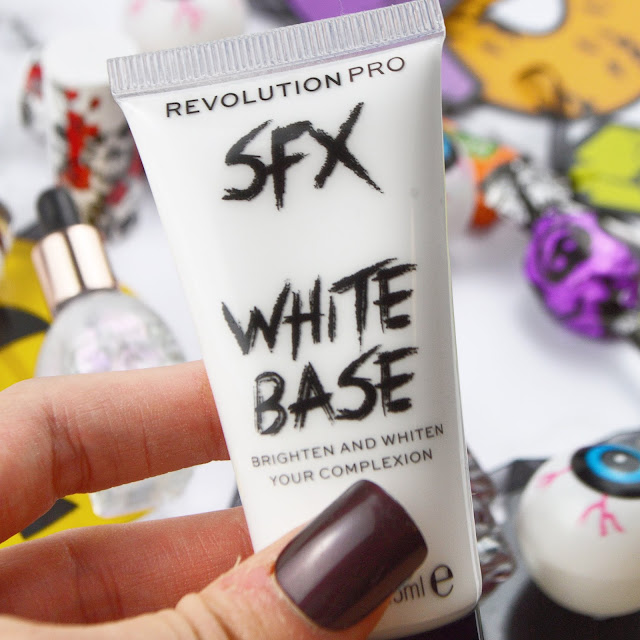 REVOLUTION PRO
SFX
WHITE
BASE
BRIGHTEN AND WHITEN
YOUR COMPLEXION